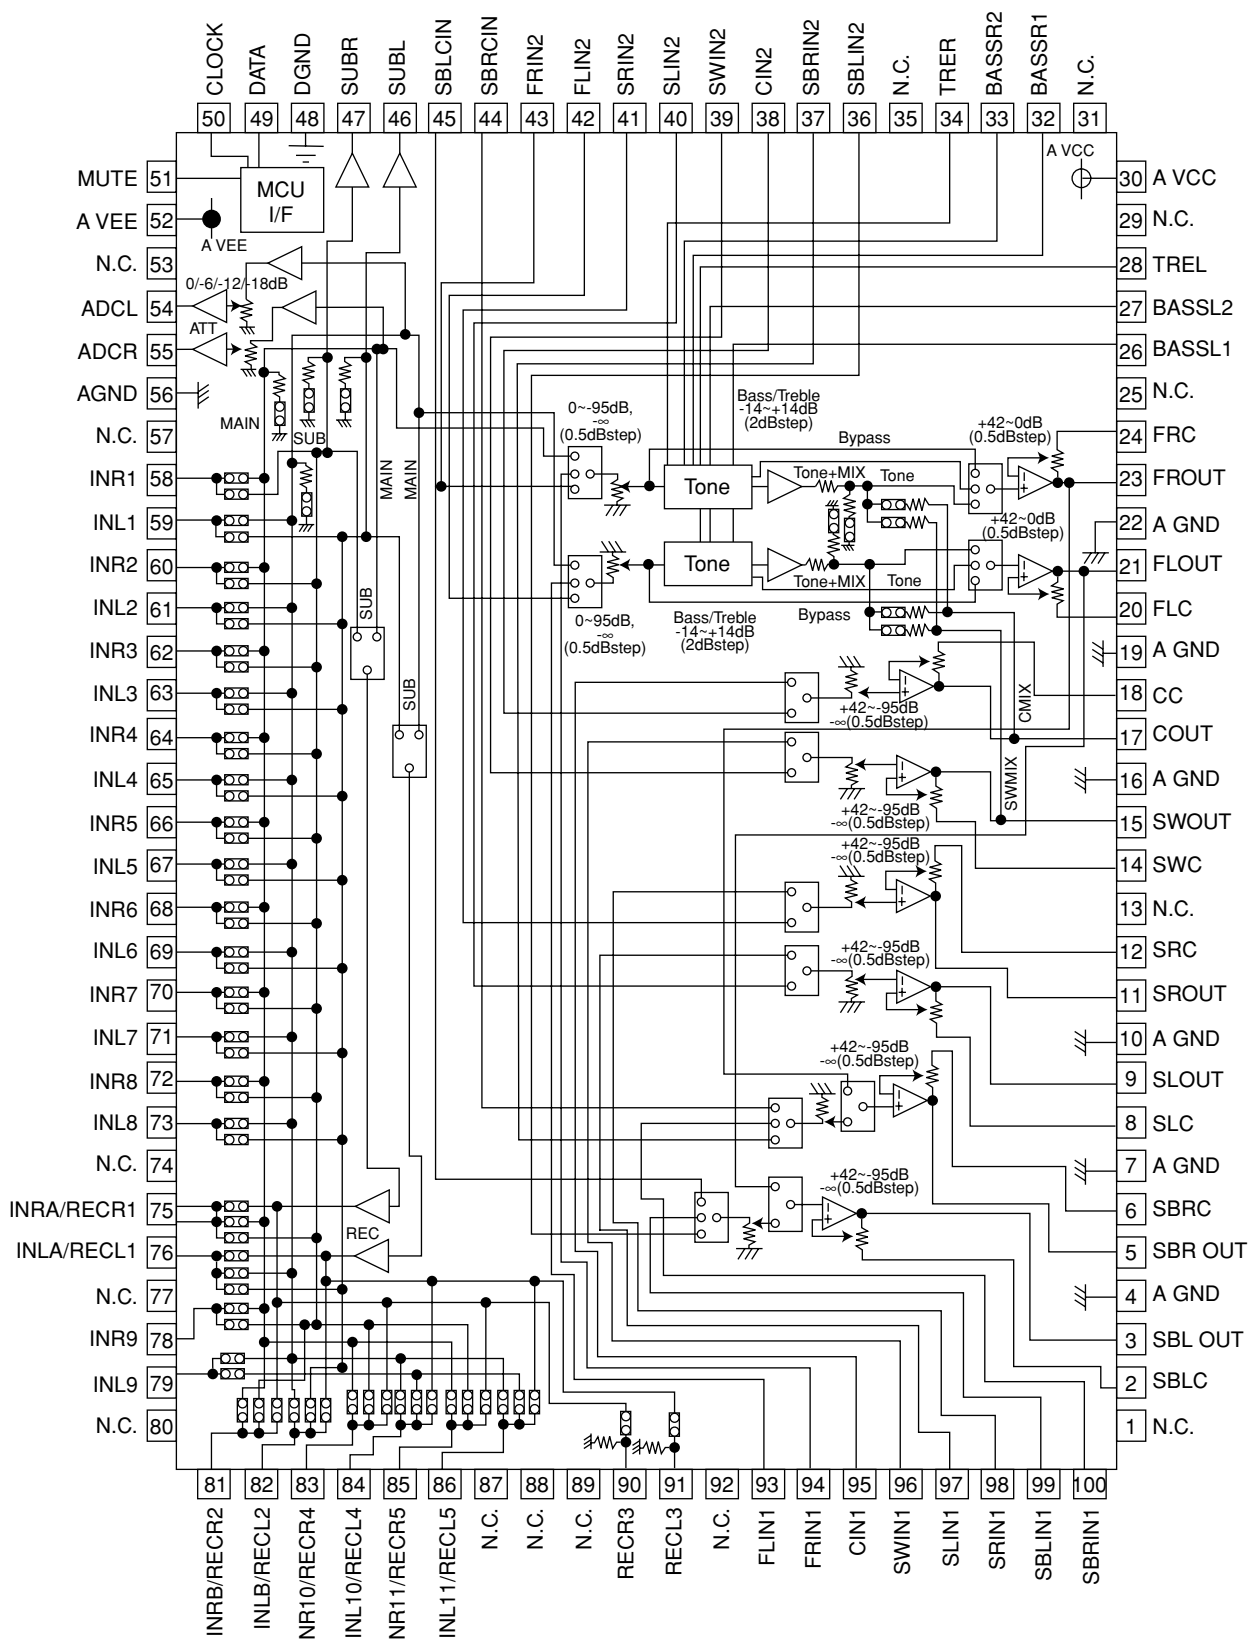 CLOCK
DATA
DGND
SUBR
SUBL
SBLCIN
SBRCIN
FRIN2
FLIN2
SRIN2
SLIN2
SWIN2
CIN2
SBRIN2
SBLIN2
N.C.
TRER
BASSR2
BASSR1
N.C.
50 49 48 47 46 45 44 43 42 41 40 39 38 37 36 35 34 33 32 31
MUTE 51
A VEE 52
N.C. 53
ADCL 54
ADCR 55
AGND 56
N.C. 57
INR1 58
INL1 59
INR2 60
INL2 61
INR3 62
INL3 63
INR4 64
INL4 65
INR5 66
INL5 67
INR6 68
INL6 69
INR7 70
INL7 71
INR8 72
INL8 73
N.C. 74
INRA/RECR1 75
INLA/RECL1 76
N.C. 77
INR9 78
INL9 79
N.C. 80
MCU
I/F
A VEE
0/-6/-12/-18dB
ATT
MAIN
SUB
MAIN
MAIN
SUB
SUB
REC
0~-95dB,
-∞
(0.5dBstep)
Bass/Treble
-14~+14dB
(2dBstep)
Bypass
+42~0dB
(0.5dBstep)
Tone
Tone+MIX
Tone
+42~0dB
(0.5dBstep)
Tone
Tone+MIX
Tone
0~95dB,
-∞
(0.5dBstep)
Bass/Treble
-14~+14dB
(2dBstep)
Bypass
+42~-95dB
-∞(0.5dBstep)
CMIX
SWMIX
+42~-95dB
-∞(0.5dBstep)
+42~-95dB
-∞(0.5dBstep)
+42~-95dB
-∞(0.5dBstep)
+42~-95dB
-∞(0.5dBstep)
+42~-95dB
-∞(0.5dBstep)
A VCC
30 A VCC
29 N.C.
28 TREL
27 BASSL2
26 BASSL1
25 N.C.
24 FRC
23 FROUT
22 A GND
21 FLOUT
20 FLC
19 A GND
18 CC
17 COUT
16 A GND
15 SWOUT
14 SWC
13 N.C.
12 SRC
11 SROUT
10 A GND
9 SLOUT
8 SLC
7 A GND
6 SBRC
5 SBR OUT
4 A GND
3 SBL OUT
2 SBLC
1 N.C.
81 82 83 84 85 86 87 88 89 90 91 92 93 94 95 96 97 98 99 100
INRB/RECR2
INLB/RECL2
NR10/RECR4
INL10/RECL4
NR11/RECR5
INL11/RECL5
N.C.
N.C.
N.C.
RECR3
RECL3
N.C.
FLIN1
FRIN1
CIN1
SWIN1
SLIN1
SRIN1
SBLIN1
SBRIN1